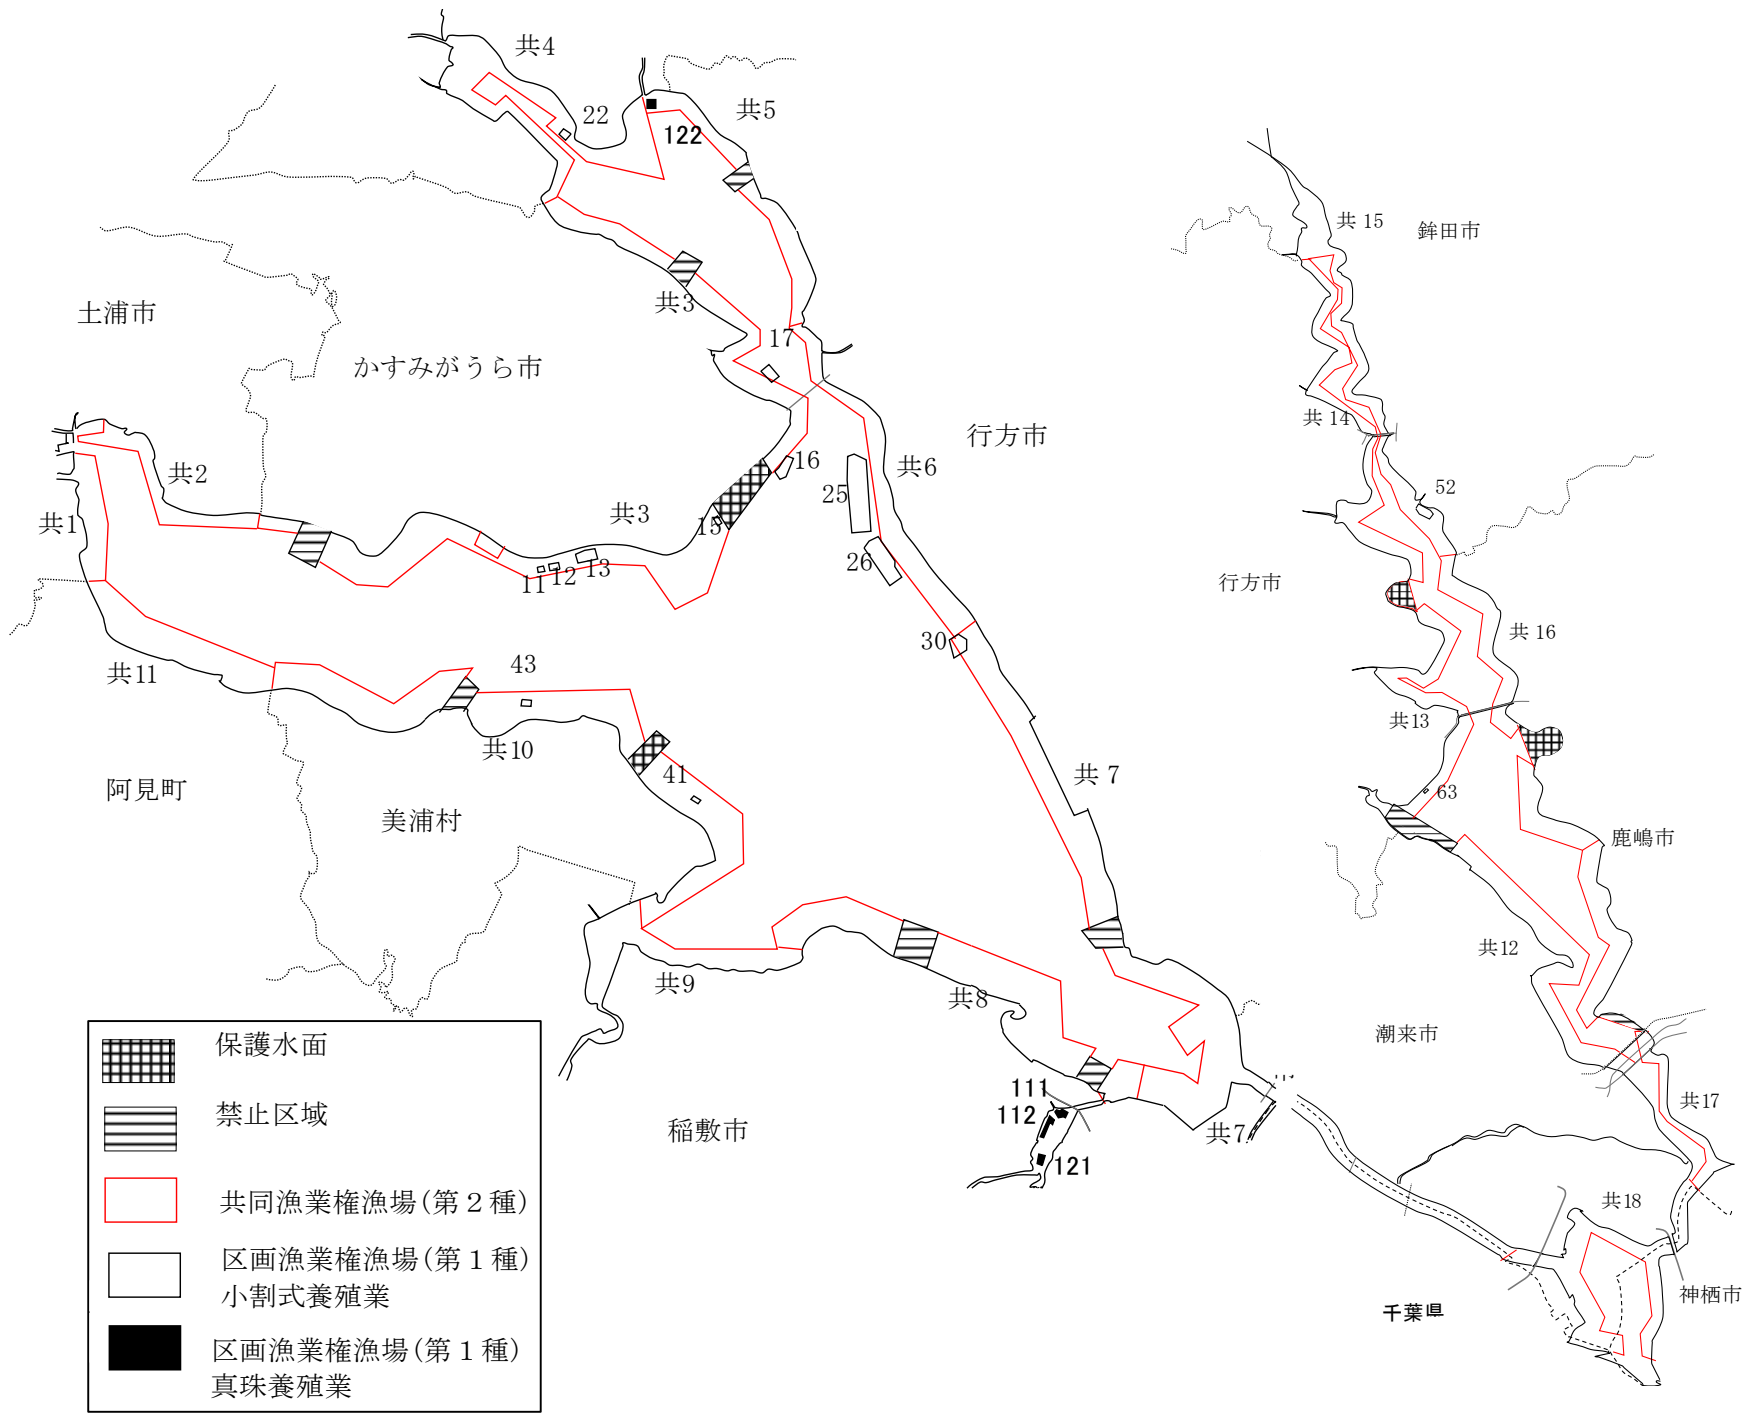 共4
22
共5
122
共 15
鉾田市
共3
土浦市
17
かすみがうら市
共 14
行方市
共2
16
共6
25
52
共3
15
共1
26
11
12
13
行方市
30
共 16
共11
43
共13
共10
41
共 7
63
阿見町
美浦村
鹿嶋市
共12
共9
共8
潮来市
111
112
121
稲敷市
共7
共17
共18
神栖市
千葉県
保護水面
禁止区域
共同漁業権漁場(第２種)
区画漁業権漁場(第１種)
小割式養殖業
区画漁業権漁場(第１種)
真珠養殖業